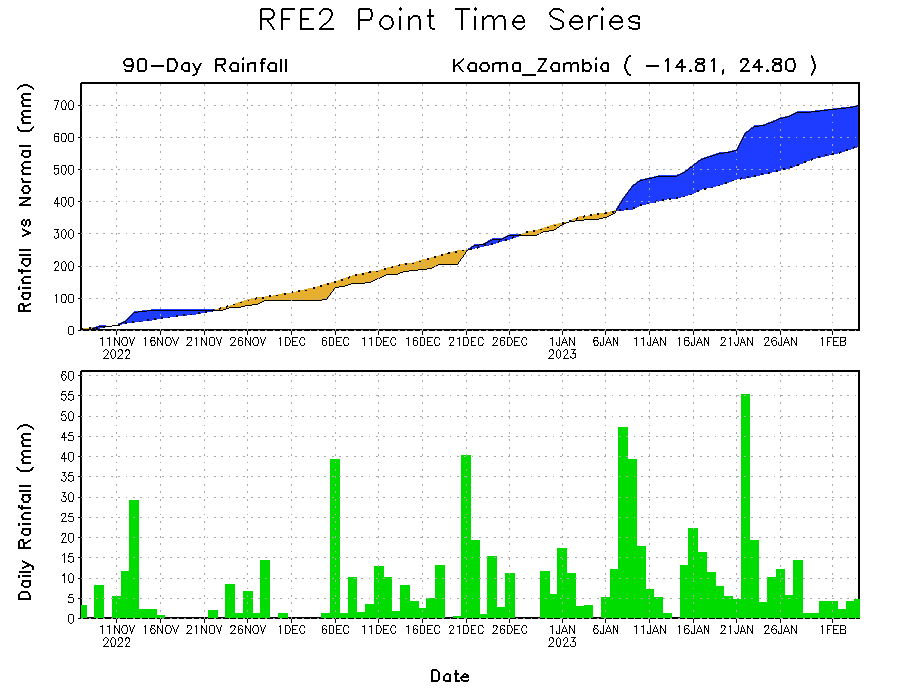 RFE2 Point Time Series
90-Day Rainfall
Kaoma_Zambia ( -14.81, 24.80 )
Rainfall vs Normal (mm)
700
600
500
400
300
200
100
0
11NOV 16NOV 21NOV 26NOV 1DEC 6DEC 11DEC 16DEC 21DEC 26DEC 1JAN 6JAN 11JAN 16JAN 21JAN 26JAN 1FEB
2022 2023
Daily Rainfall (mm)
60
55
50
45
40
35
30
25
20
15
10
5
0
11NOV 16NOV 21NOV 26NOV 1DEC 6DEC 11DEC 16DEC 21DEC 26DEC 1JAN 6JAN 11JAN 16JAN 21JAN 26JAN 1FEB
2022 2023
Date